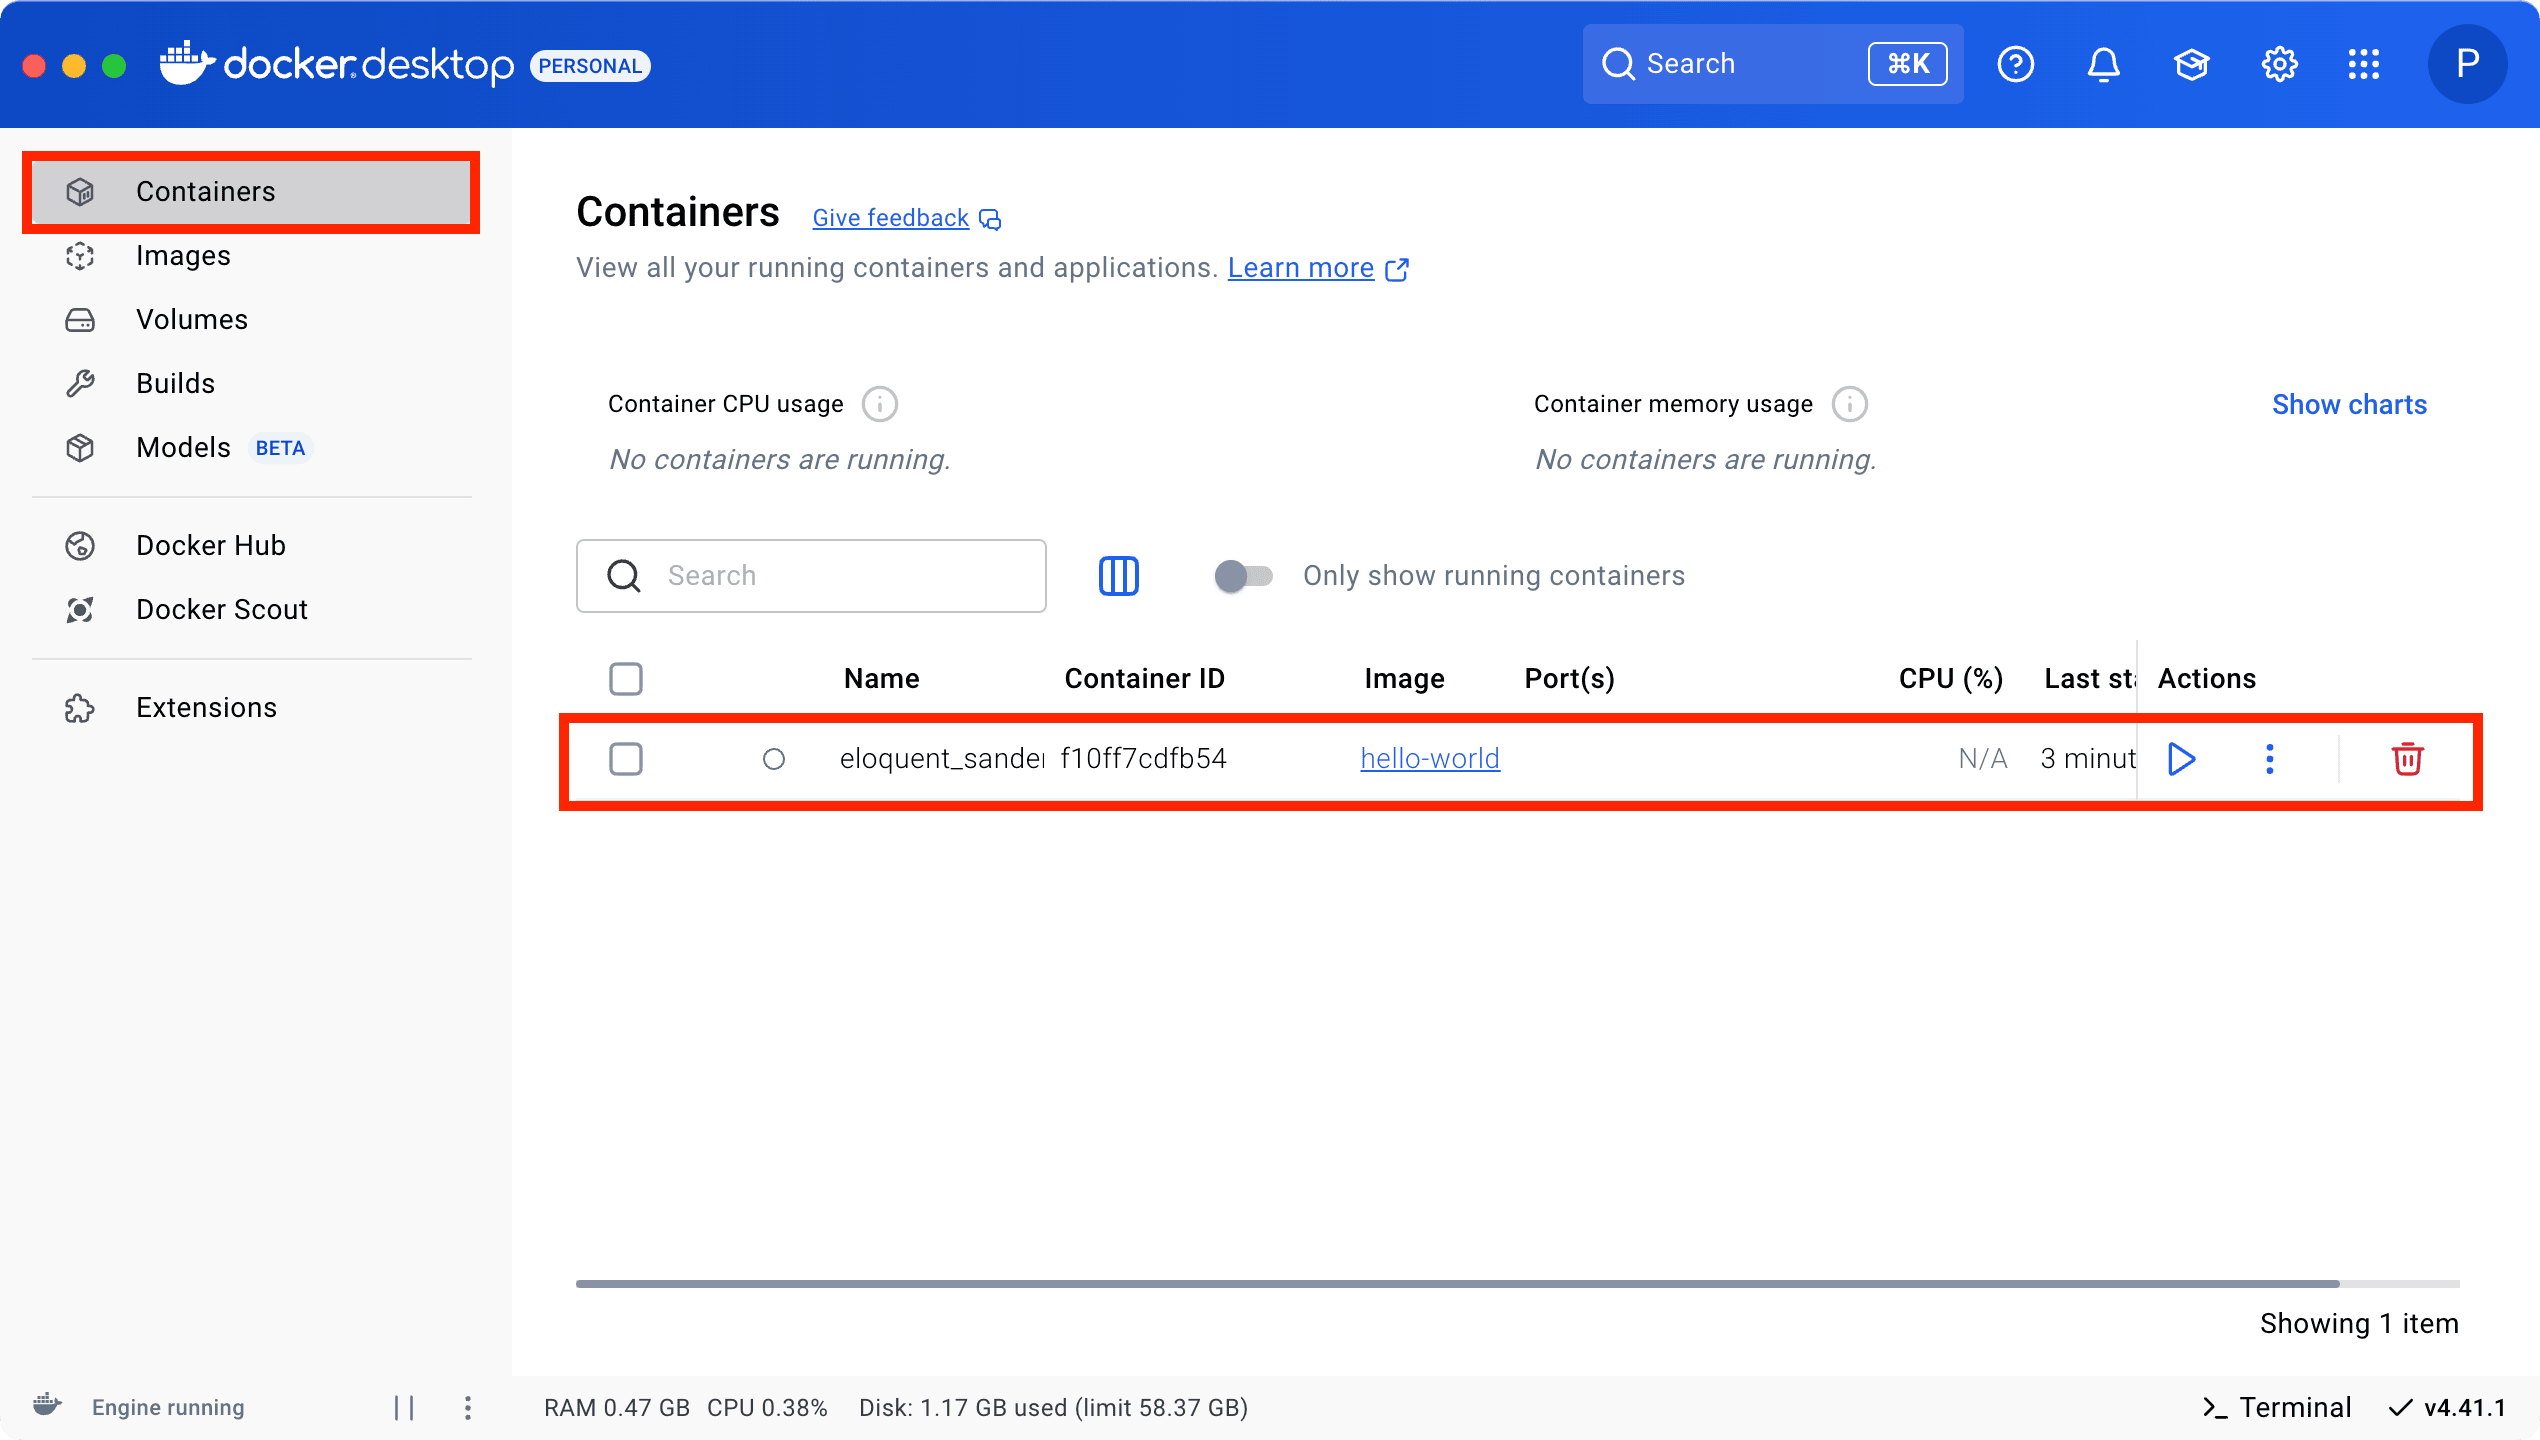 docker desktop PERSONAL
Search ⌘K P
Containers
Images
Volumes
Builds
Models BETA
Docker Hub
Docker Scout
Extensions
Containers Give feedback
View all your running containers and applications. Learn more
Container CPU usage
No containers are running.
Container memory usage
No containers are running.
Show charts
Search
Only show running containers
Name Container ID Image Port(s) CPU (%) Last sta Actions
eloquent_sander f10ff7cdfb54 hello-world N/A 3 minut
Showing 1 item
Engine running
RAM 0.47 GB CPU 0.38% Disk: 1.17 GB used (limit 58.37 GB)
Terminal v4.41.1